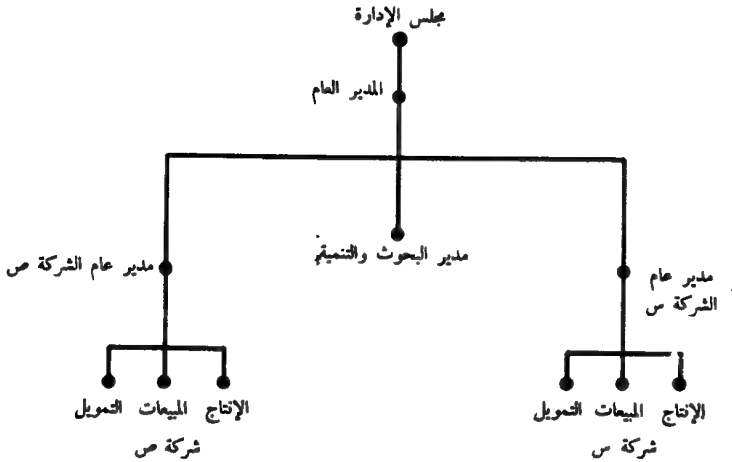 مجلس الإدارة
المدير العام
مدير البحوث والتنمية
مدير عام
الشركة س
مدير عام الشركة ص
الإنتاج المبيعات التمويل
شركة س
الإنتاج المبيعات التمويل
شركة ص